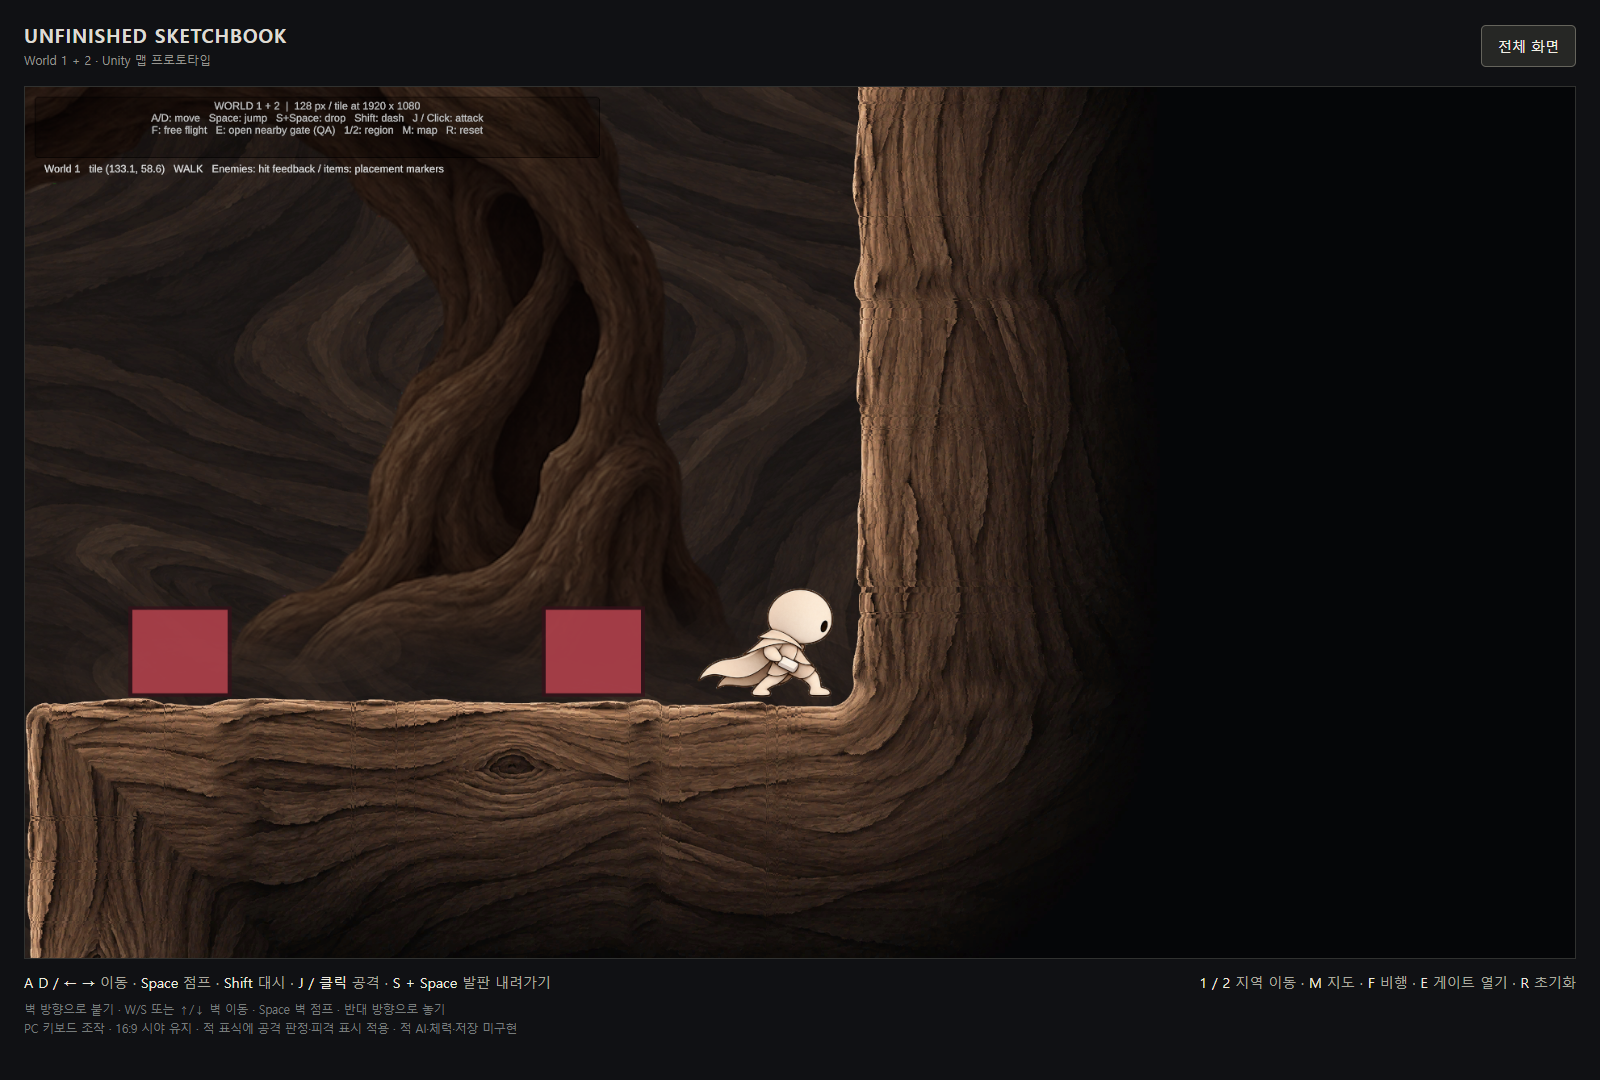 UNFINISHED SKETCHBOOK
World 1 + 2 · Unity 맵 프로토타입
전체 화면
WORLD 1 + 2 | 128 px / tile at 1920 x 1080
A/D: move Space: jump S+Space: drop Shift: dash J / Click: attack
F: free flight E: open nearby gate (QA) 1/2: region M: map R: reset
World 1 tile (133.1, 58.6) WALK Enemies: hit feedback / items: placement markers
A D / ← → 이동 · Space 점프 · Shift 대시 · J / 클릭 공격 · S + Space 발판 내려가기
1 / 2 지역 이동 · M 지도 · F 비행 · E 게이트 열기 · R 초기화
벽 방향으로 붙기 · W/S 또는 ↑/↓ 벽 이동 · Space 벽 점프 · 반대 방향으로 놓기
PC 키보드 조작 · 16:9 시야 유지 · 적 표식에 공격 판정·피격 표시 적용 · 적 AI·체력·저장 미구현